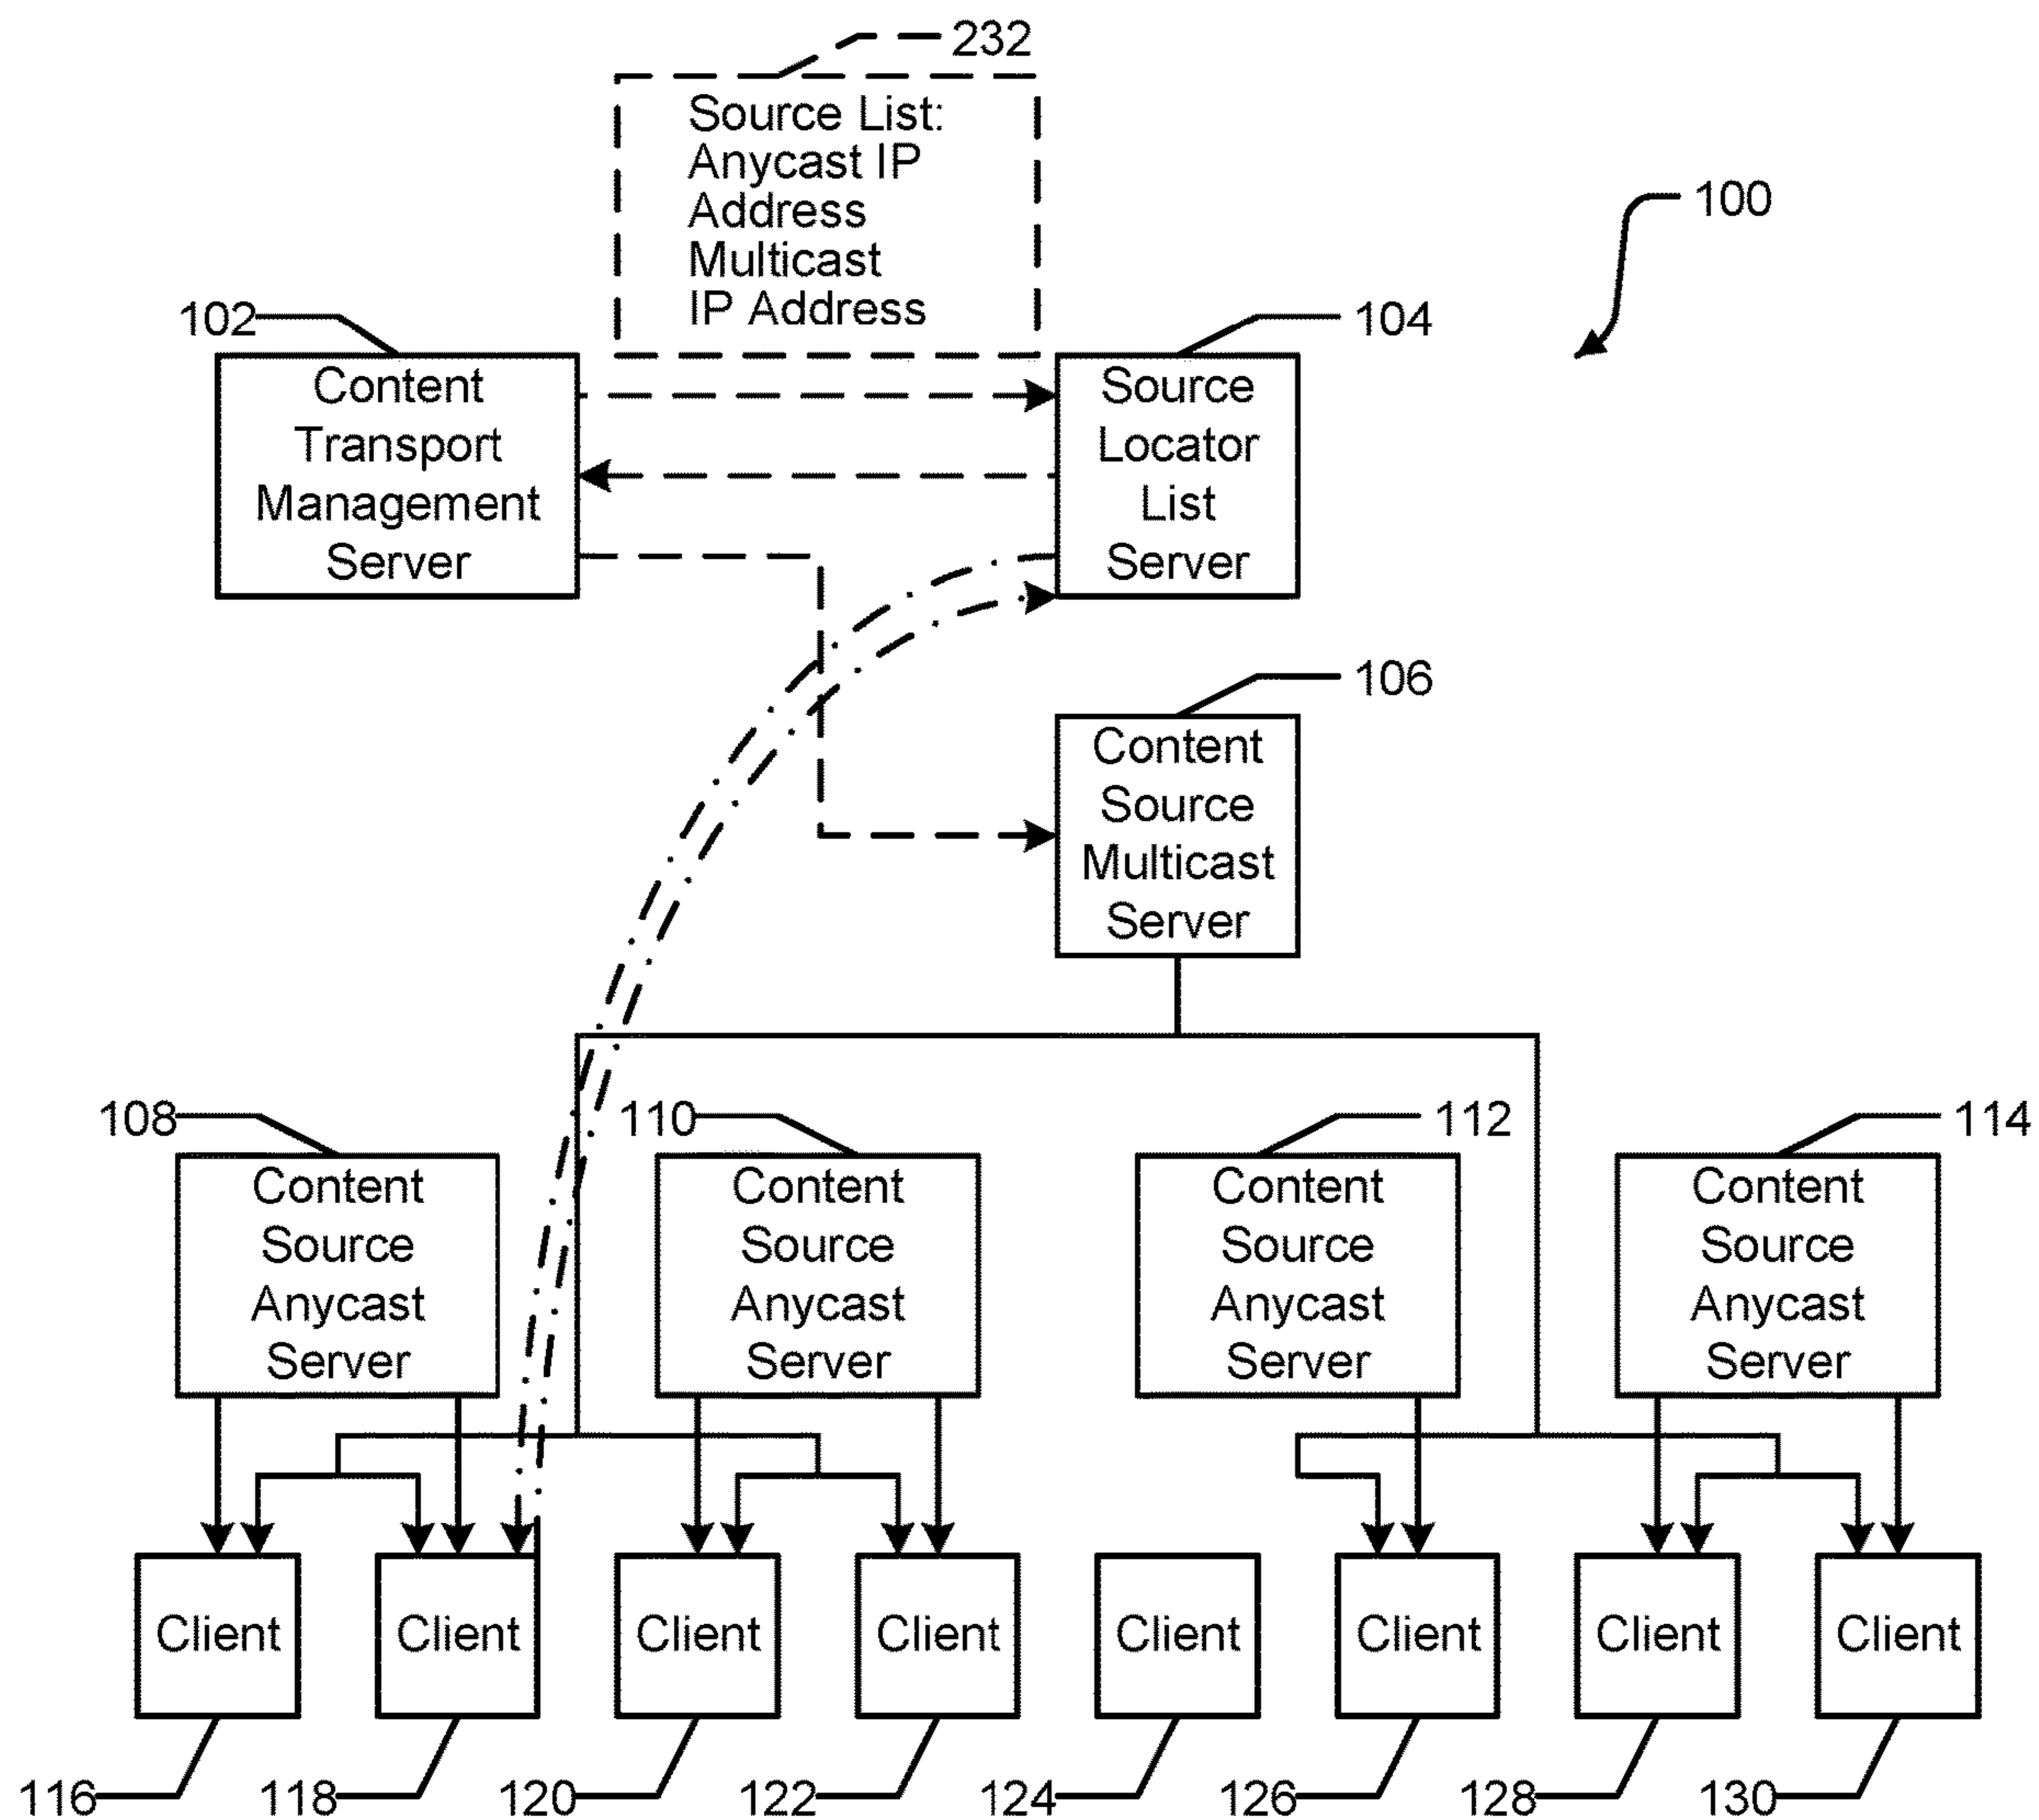 232
Source List:
Anycast IP
Address
Multicast
IP Address
100
102
104
Content
Transport
Management
Server
Source
Locator
List
Server
106
Content
Source
Multicast
Server
108
110
112
114
Content
Source
Anycast
Server
Content
Source
Anycast
Server
Content
Source
Anycast
Server
Content
Source
Anycast
Server
Client
Client
Client
Client
Client
Client
Client
Client
116
118
120
122
124
126
128
130